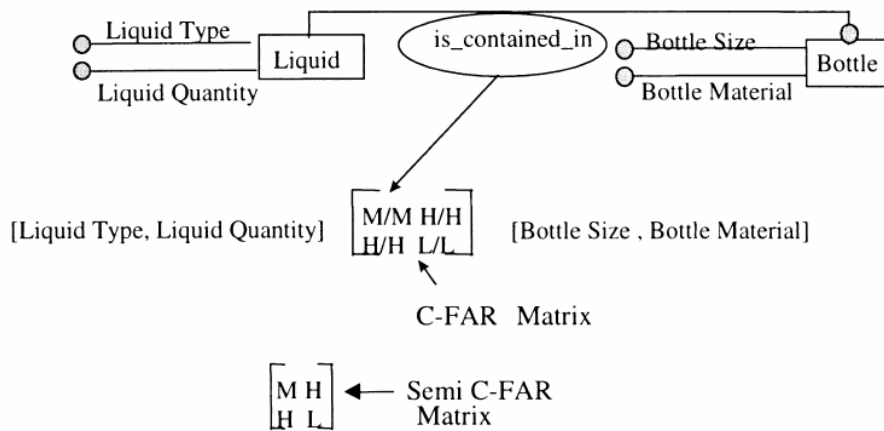 Liquid Type
Liquid
Liquid Quantity
is_contained_in
Bottle Size
Bottle
Bottle Material
[Liquid Type, Liquid Quantity]
M/M H/H
H/H L/L
[Bottle Size , Bottle Material]
C-FAR Matrix
M H
H L
Semi C-FAR
Matrix